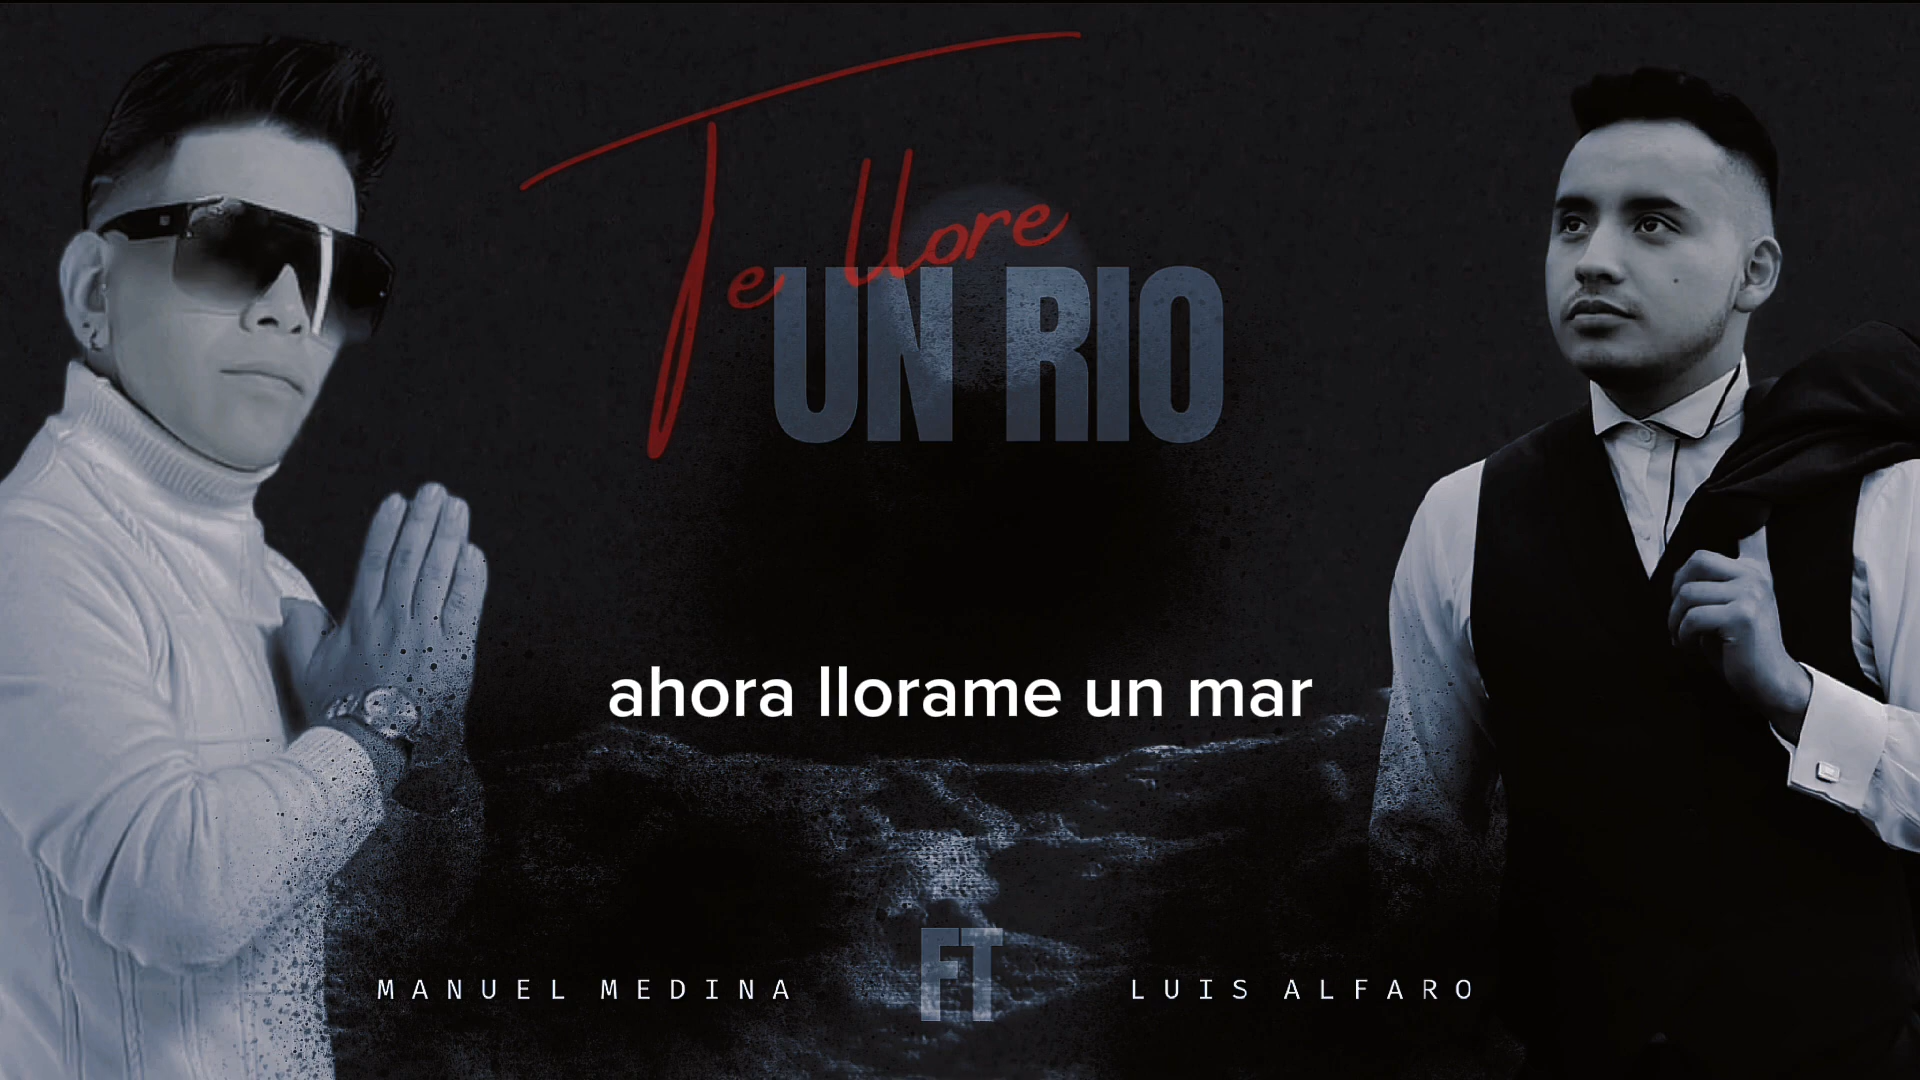 Te llore
UN RIO
ahora llorame un mar
FT
MANUEL MEDINA
LUIS ALFARO